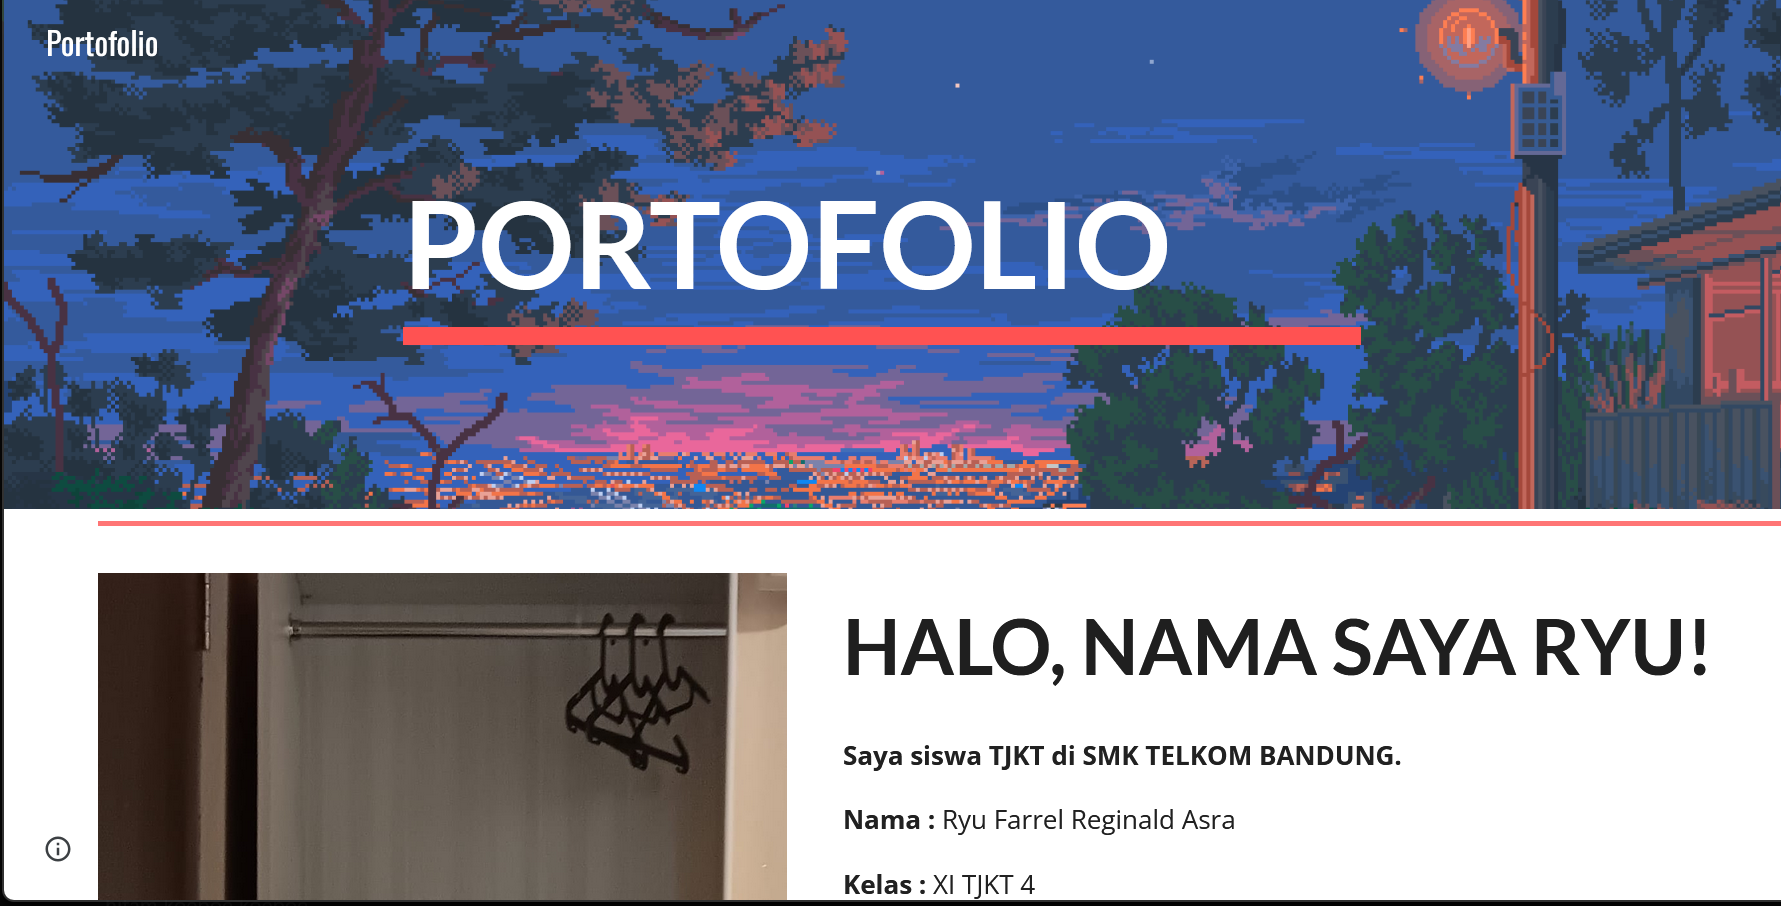 Portofolio
PORTOFOLIO
HALO, NAMA SAYA RYU!
Saya siswa TJKT di SMK TELKOM BANDUNG.
Nama : Ryu Farrel Reginald Asra
Kelas : XI TJKT 4